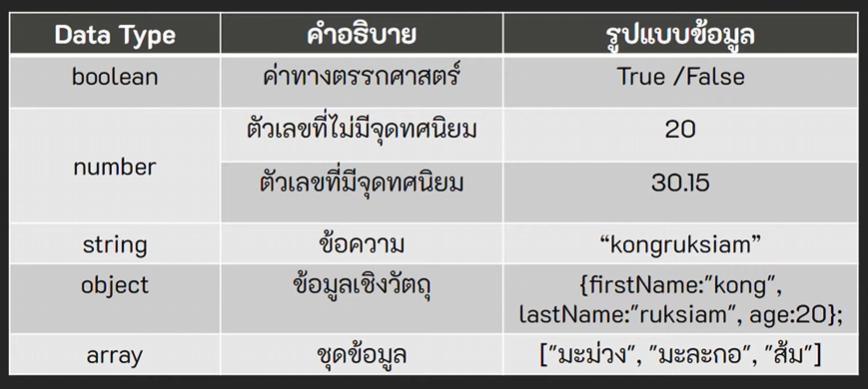 Data Type คำอธิบาย รูปแบบข้อมูล
boolean ค่าทางตรรกศาสตร์ True /False
number ตัวเลขที่ไม่มีจุดทศนิยม 20
ตัวเลขที่มีจุดทศนิยม 30.15
string ข้อความ “kongruksiam”
object ข้อมูลเชิงวัตถุ {firstName:"kong",
lastName:"ruksiam", age:20};
array ชุดข้อมูล ["มะม่วง", "มะละกอ", "ส้ม"]